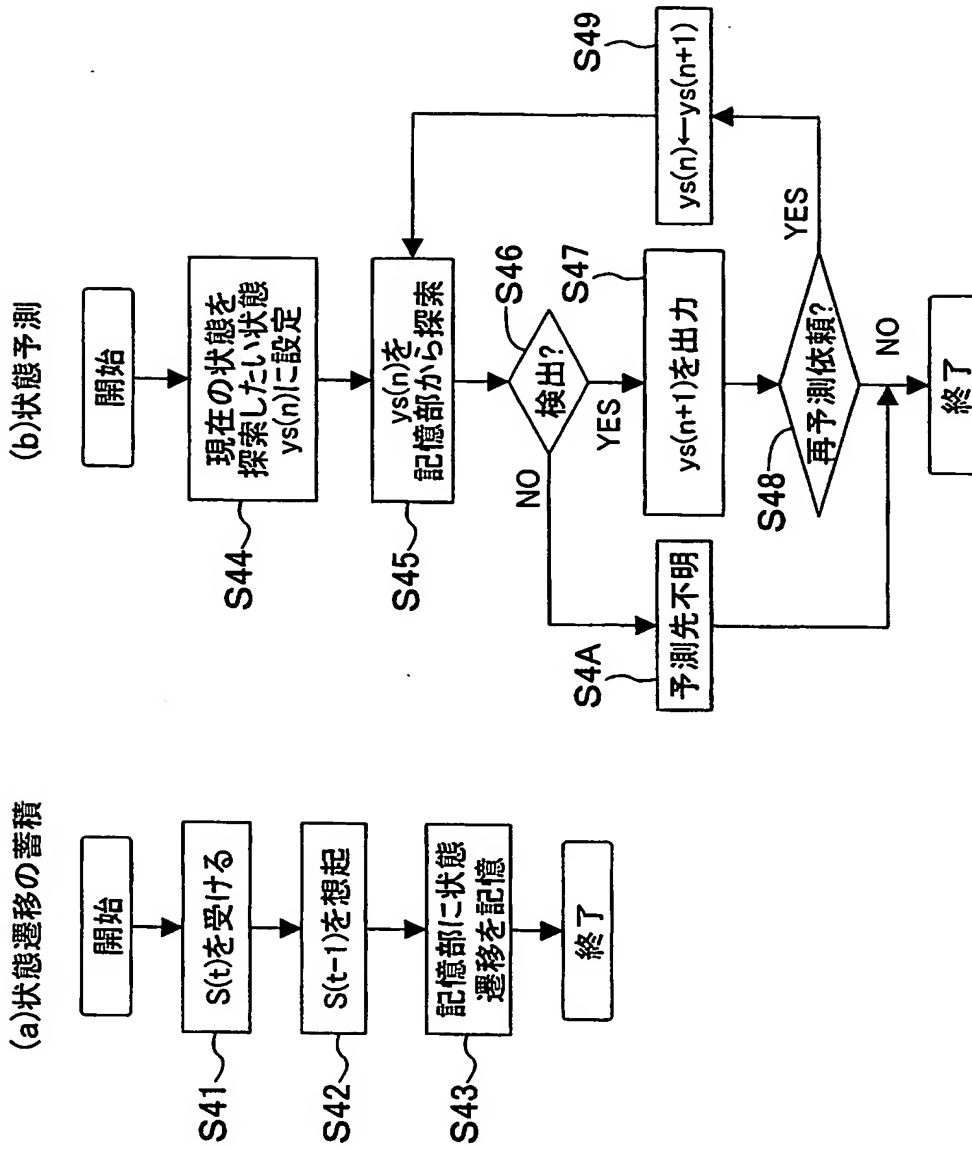 (a)状態遷移の蓄積
開始
S(t)を受ける
S41
S(t-1)を想起
S42
記憶部に状態
遷移を記憶
S43
終了
(b)状態予測
開始
現在の状態を
探索したい状態
ys(n)に設定
S44
ys(n)を
記憶部から探索
S45
検出?
S46
NO
YES
ys(n+1)を出力
S47
予測先不明
S4A
再予測依頼?
S48
YES
NO
ys(n)←ys(n+1)
S49
終了